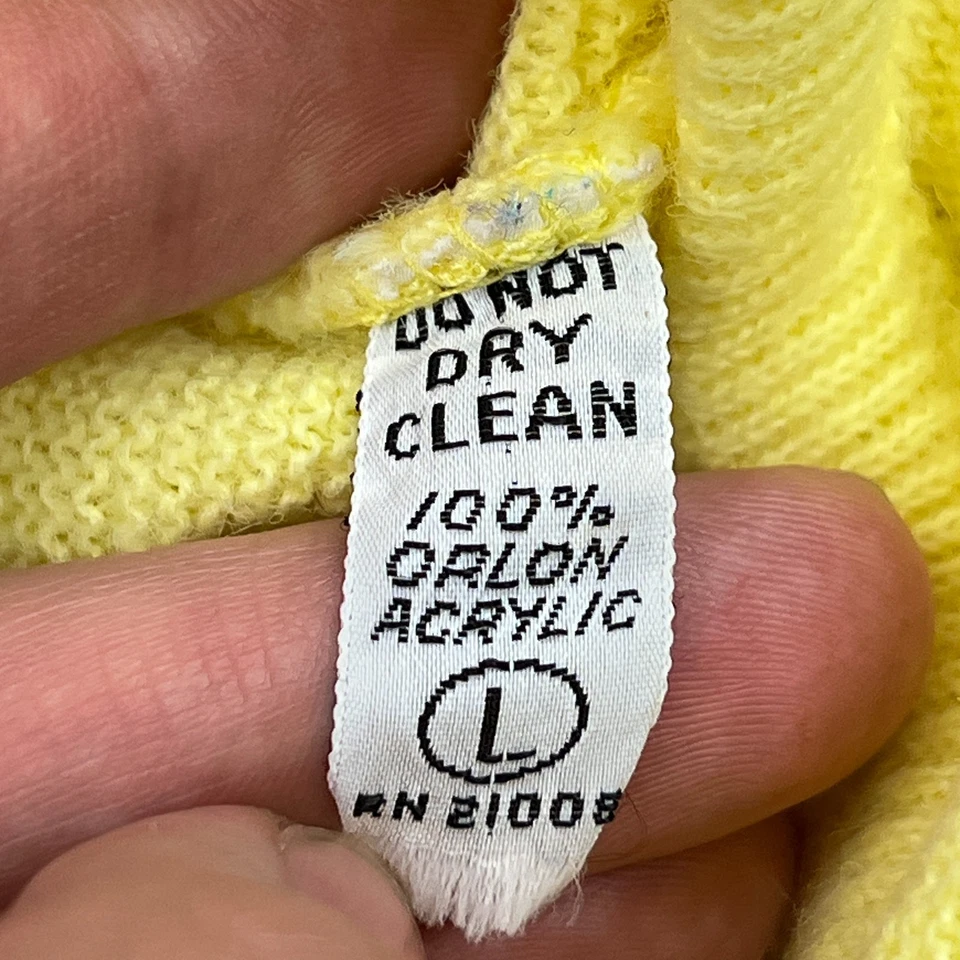 DO NOT
DRY
CLEAN
100%
ORLON
ACRYLIC
L
RN 21008